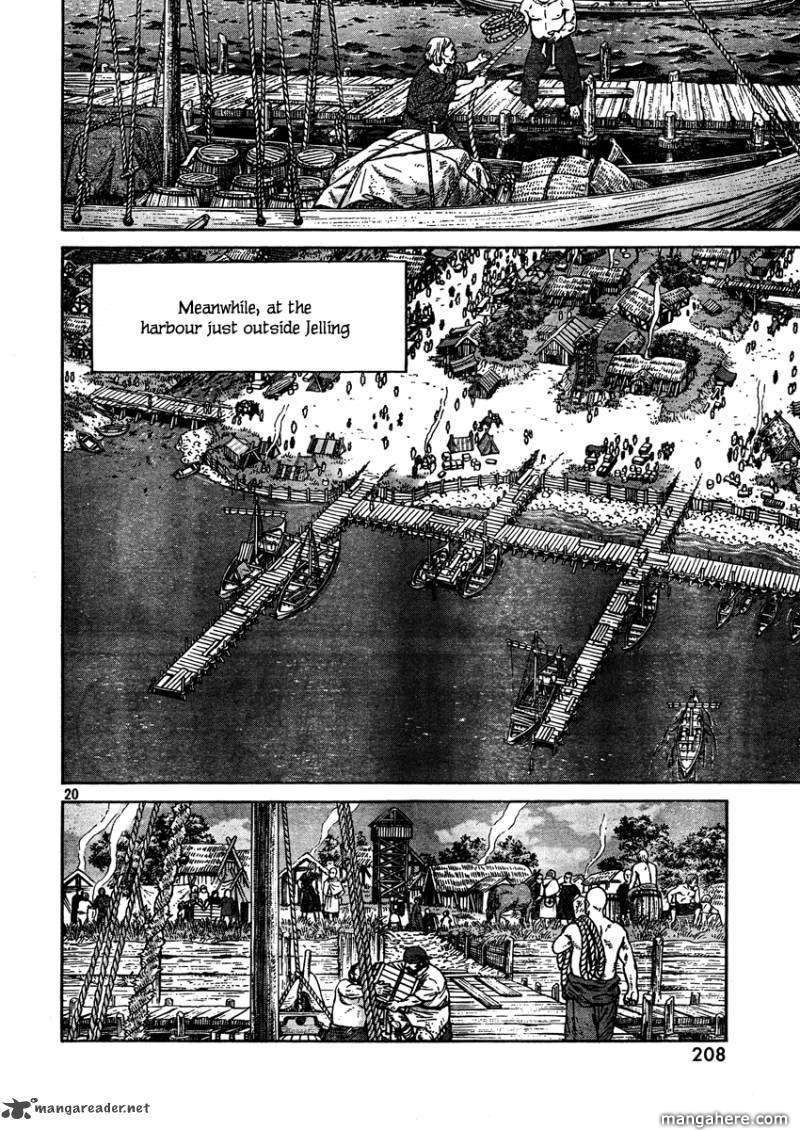 Meanwhile, at the
harbour just outside Jelling
20
208
mangareader.net
mangahere.com